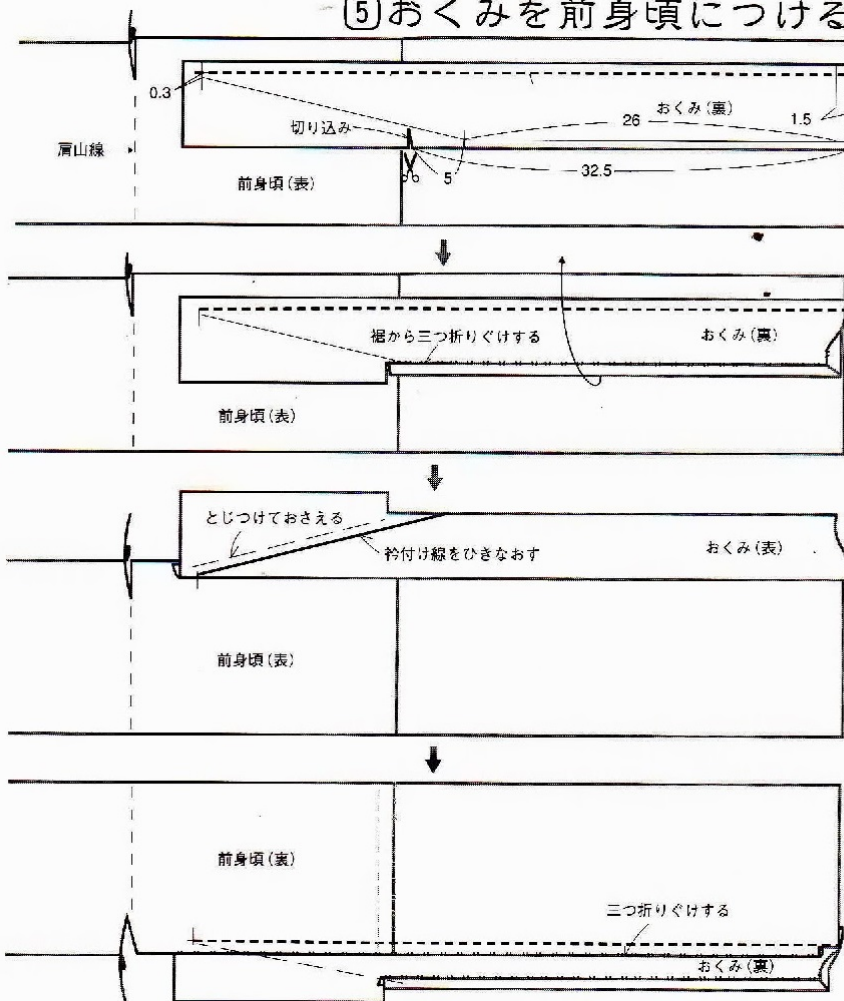 ⑤おくみを前身頃につける
0.3
おくみ(裏)
1.5
切り込み
26
肩山線
5
32.5
前身頃(表)
裾から三つ折りぐけする
おくみ(裏)
前身頃(表)
とじつけておさえる
衿付け線をひきなおす
おくみ(表)
前身頃(表)
前身頃(裏)
三つ折りぐけする
おくみ(裏)